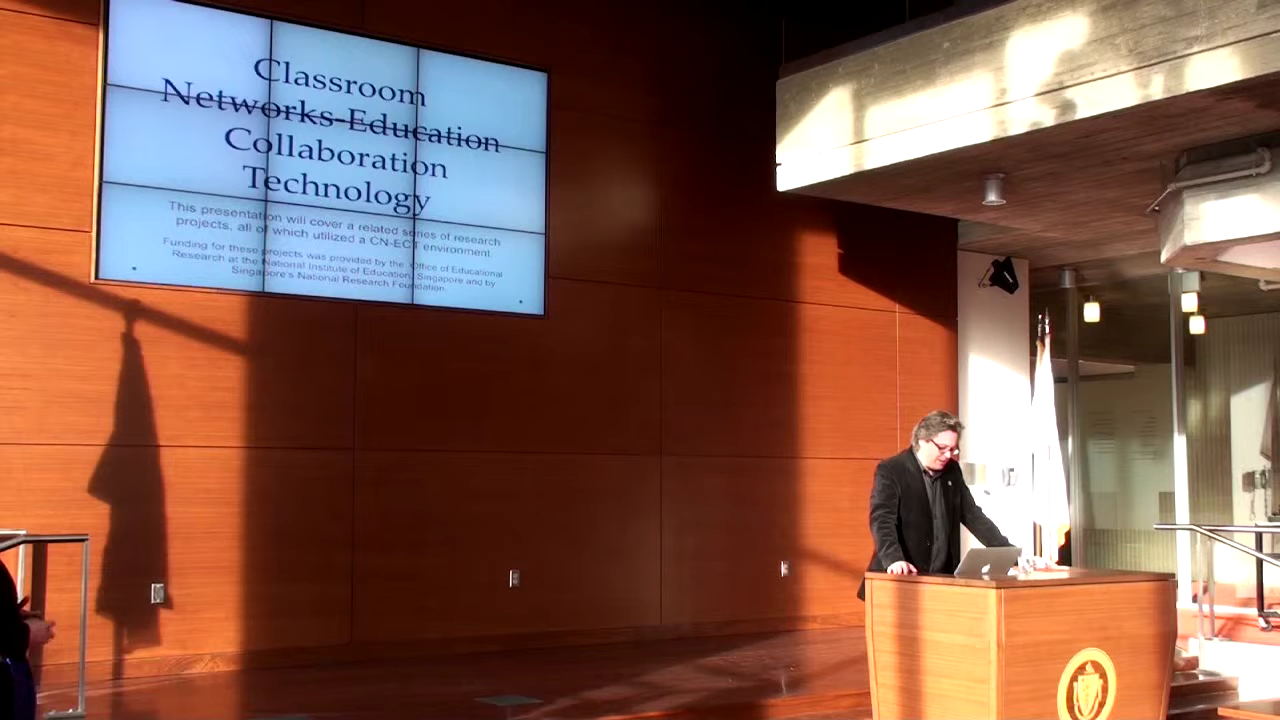 Classroom
Networks-Education
Collaboration
Technology
This presentation will cover a related series of research
projects, all of which utilized a CN-ECT environment
Funding for these projects was provided by the Office of Educational
Research at the National Institute of Education, Singapore and by
Singapore's National Research Foundation.